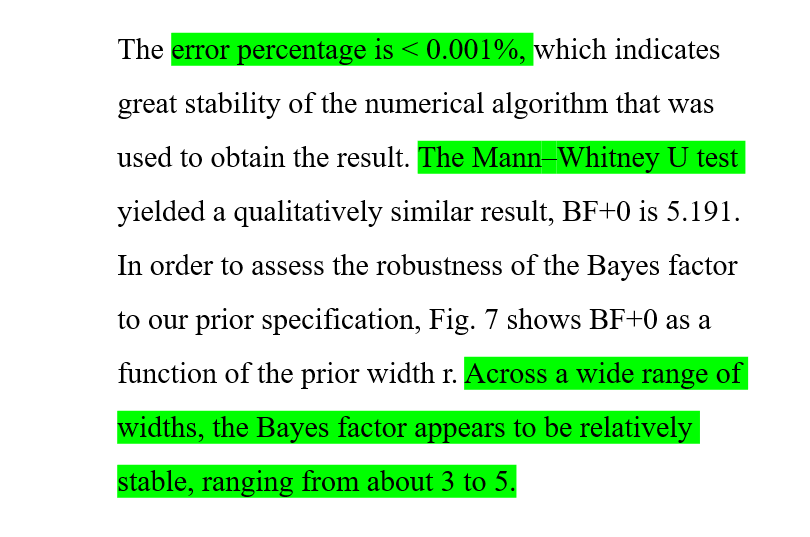 The error percentage is < 0.001%, which indicates
great stability of the numerical algorithm that was
used to obtain the result. The Mann–Whitney U test
yielded a qualitatively similar result, BF+0 is 5.191.
In order to assess the robustness of the Bayes factor
to our prior specification, Fig. 7 shows BF+0 as a
function of the prior width r. Across a wide range of
widths, the Bayes factor appears to be relatively
stable, ranging from about 3 to 5.